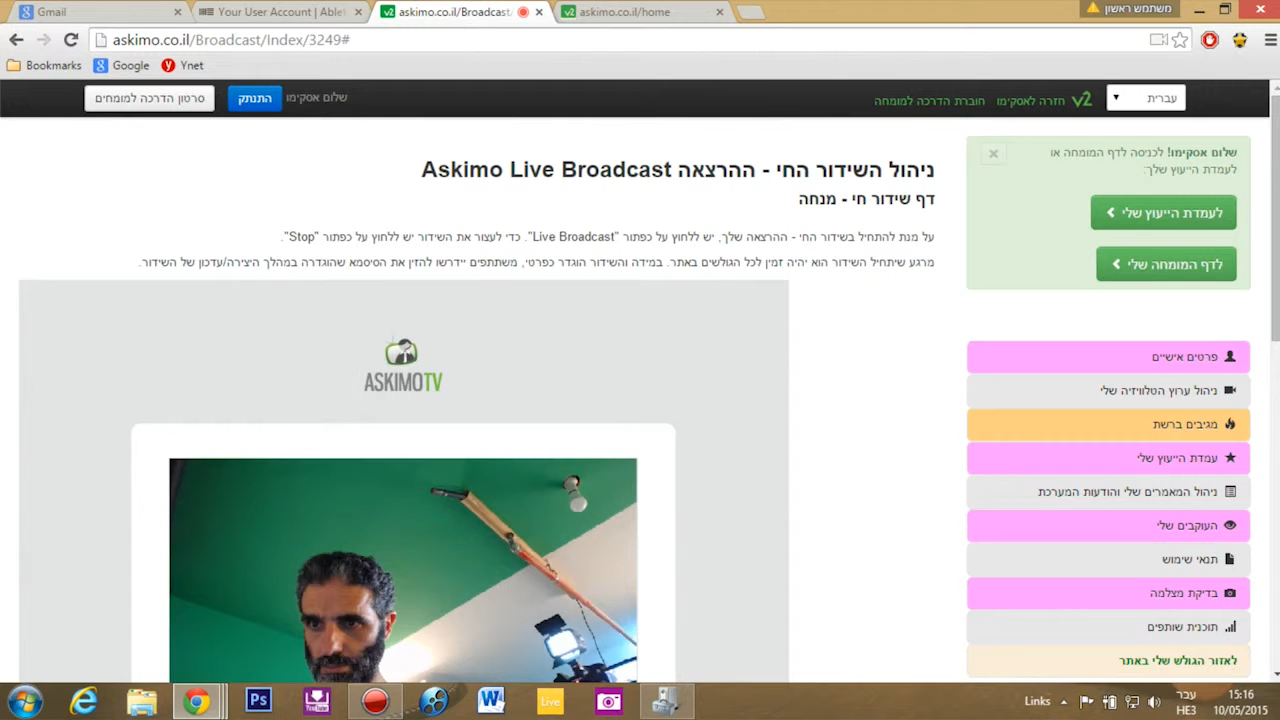 Gmail
Your User Account | Able
askimo.co.il/Broadcast/
askimo.co.il/home
משתמש ראשון
askimo.co.il/Broadcast/Index/3249#
Bookmarks
Google
Ynet
עברית
v2 חזרה לאסקימו
חוברת הדרכה למומחה
שלום אסקימו
התנתק
סרטון הדרכה למומחים
שלום אסקימו! לכניסה לדף המומחה או
לעמדת הייעוץ שלך:
לעמדת הייעוץ שלי
לדף המומחה שלי
ניהול השידור החי - ההרצאה Askimo Live Broadcast
דף שידור חי - מנחה
על מנת להתחיל בשידור החי - ההרצאה שלך, יש ללחוץ על כפתור "Live Broadcast". כדי לעצור את השידור יש ללחוץ על כפתור "Stop".
מרגע שיתחיל השידור הוא יהיה זמין לכל הגולשים באתר. במידה והשידור הוגדר כפרטי, משתתפים יידרשו להזין את הסיסמא שהוגדרה במהלך היצירה/עדכון של השידור.
ASKIMOTV
פרטים אישיים
ניהול ערוץ הטלוויזיה שלי
מגיבים ברשת
עמדת הייעוץ שלי
ניהול המאמרים שלי והודעות המערכת
העוקבים שלי
תנאי שימוש
בדיקת מצלמה
תוכנית שותפים
לאזור הגולש שלי באתר
Ps
YouTube
W
Live
Links
עבר
HE3
15:16
10/05/2015